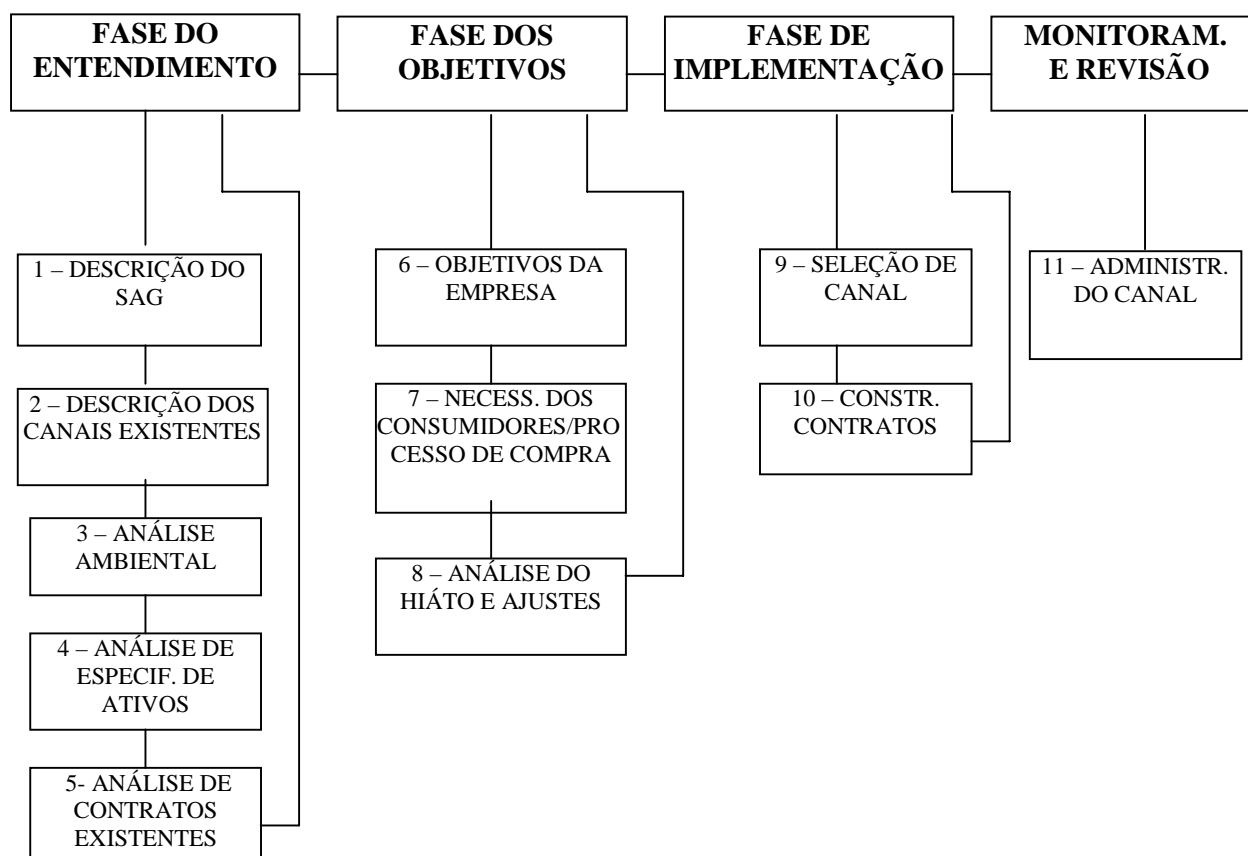 FASE DO
ENTENDIMENTO
FASE DOS
OBJETIVOS
FASE DE
IMPLEMENTAÇÃO
MONITORAM.
E REVISÃO
1 – DESCRIÇÃO DO
SAG
2 – DESCRIÇÃO DOS
CANAIS EXISTENTES
3 – ANÁLISE
AMBIENTAL
4 – ANÁLISE DE
ESPECIF. DE
ATIVOS
5- ANÁLISE DE
CONTRATOS
EXISTENTES
6 – OBJETIVOS DA
EMPRESA
7 – NECESS. DOS
CONSUMIDORES/PRO
CESSO DE COMPRA
8 – ANÁLISE DO
HIÁTO E AJUSTES
9 – SELEÇÃO DE
CANAL
10 – CONSTR.
CONTRATOS
11 – ADMINISTR.
DO CANAL